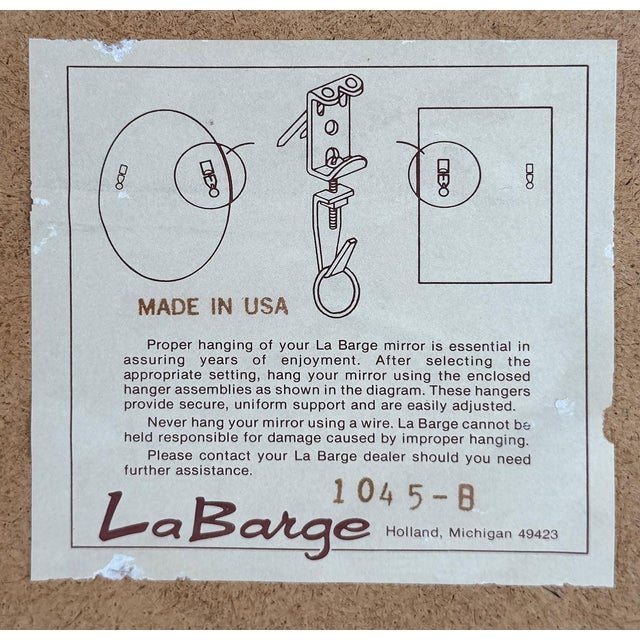 MADE IN USA
Proper hanging of your La Barge mirror is essential in
assuring years of enjoyment. After selecting the
appropriate setting, hang your mirror using the enclosed
hanger assemblies as shown in the diagram. These hangers
provide secure, uniform support and are easily adjusted.
Never hang your mirror using a wire. La Barge cannot be
held responsible for damage caused by improper hanging.
Please contact your La Barge dealer should you need
further assistance.
1045-B
LaBarge Holland, Michigan 49423